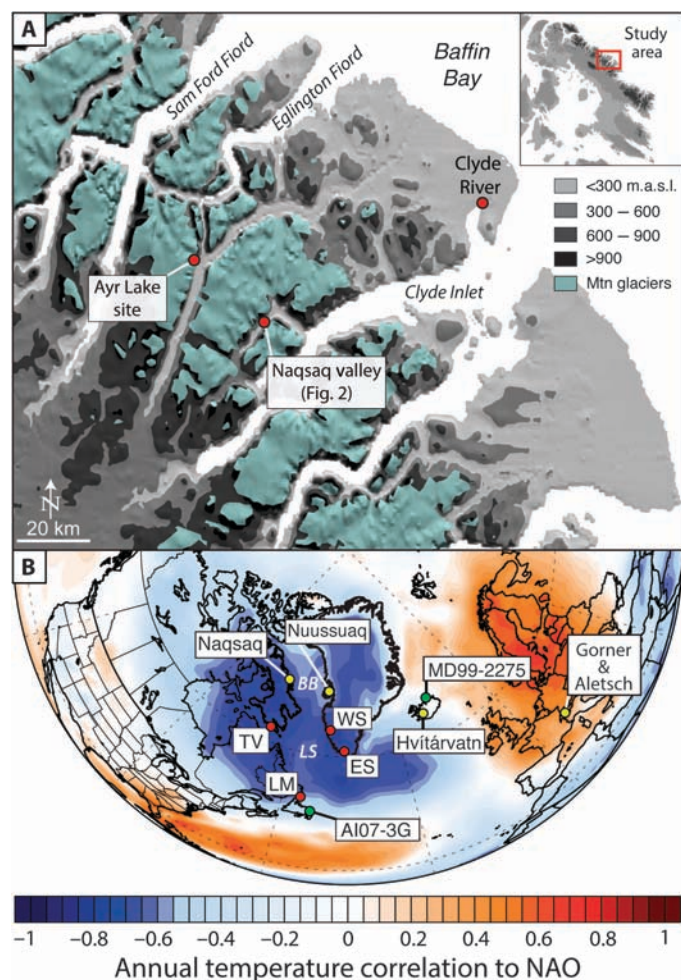 A
Sam Ford Fiord
Eglington Fiord
Baffin
Bay
Study
area
Clyde
River
<300 m.a.s.l.
300 – 600
600 – 900
>900
Mtn glaciers
Ayr Lake
site
Clyde Inlet
Naqsaq valley
(Fig. 2)
N
20 km
B
Naqsaq
Nuussuaq
BB
MD99-2275
Gorner
&
Aletsch
WS
Hvítárvatn
TV
LS
ES
LM
AI07-3G
−1 −0.8 −0.6 −0.4 −0.2 0 0.2 0.4 0.6 0.8 1
Annual temperature correlation to NAO